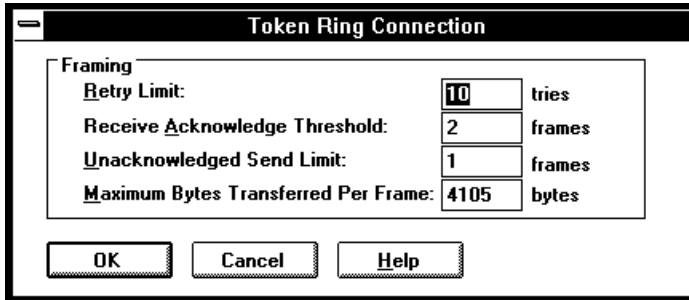 Token Ring Connection
Framing
Retry Limit: 10 tries
Receive Acknowledge Threshold: 2 frames
Unacknowledged Send Limit: 1 frames
Maximum Bytes Transferred Per Frame: 4105 bytes
OK Cancel Help